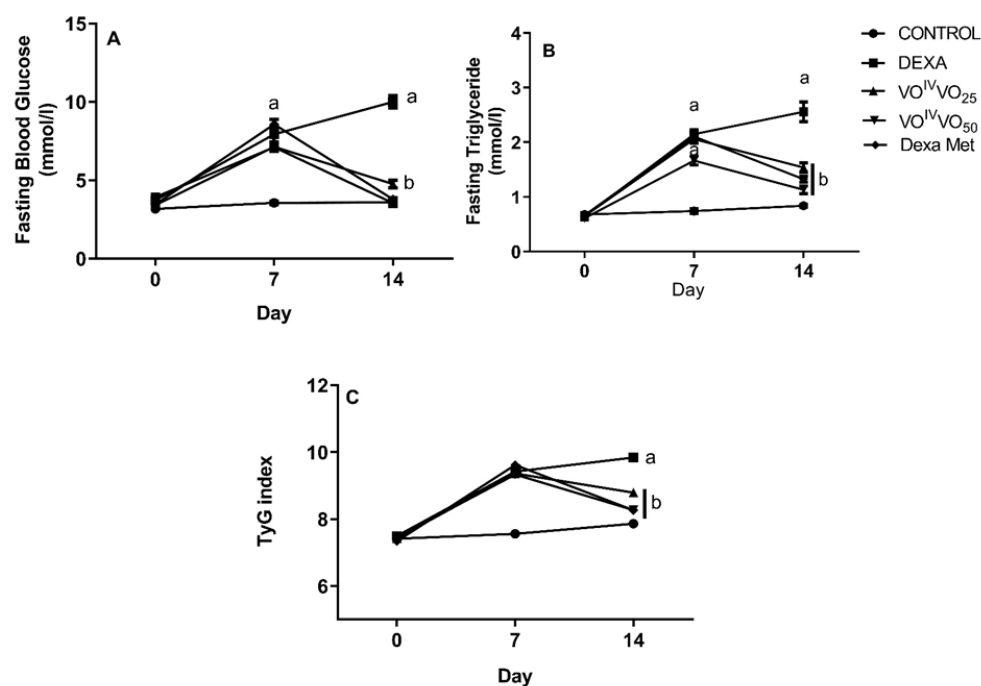 A
Fasting Blood Glucose
(mmol/l)
15
10
5
0
a
a
b
0 7 14
Day
B
Fasting Triglyceride
(mmol/l)
4
3
2
1
0
a
a
a
b
0 7 14
Day
CONTROL
DEXA
VO^IVVO_25
VO^IVVO_50
Dexa Met
C
TyG index
12
10
8
6
a
b
0 7 14
Day